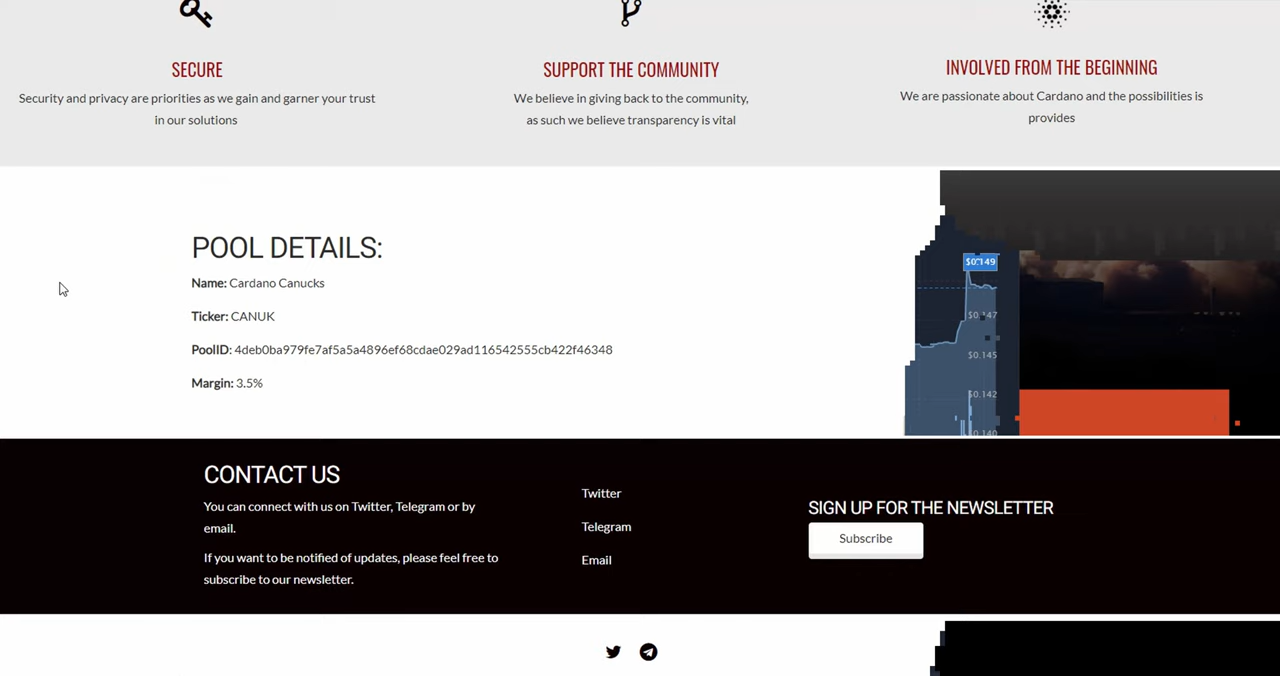 SECURE
Security and privacy are priorities as we gain and garner your trust
in our solutions
SUPPORT THE COMMUNITY
We believe in giving back to the community,
as such we believe transparency is vital
INVOLVED FROM THE BEGINNING
We are passionate about Cardano and the possibilities is
provides
POOL DETAILS:
Name: Cardano Canucks
Ticker: CANUK
PoolID: 4deb0ba979fe7af5a5a4896ef68cdae029ad116542555cb422f46348
Margin: 3.5%
$0.149
$0.147
$0.145
$0.142
$0.140
CONTACT US
You can connect with us on Twitter, Telegram or by
email.
If you want to be notified of updates, please feel free to
subscribe to our newsletter.
Twitter
Telegram
Email
SIGN UP FOR THE NEWSLETTER
Subscribe